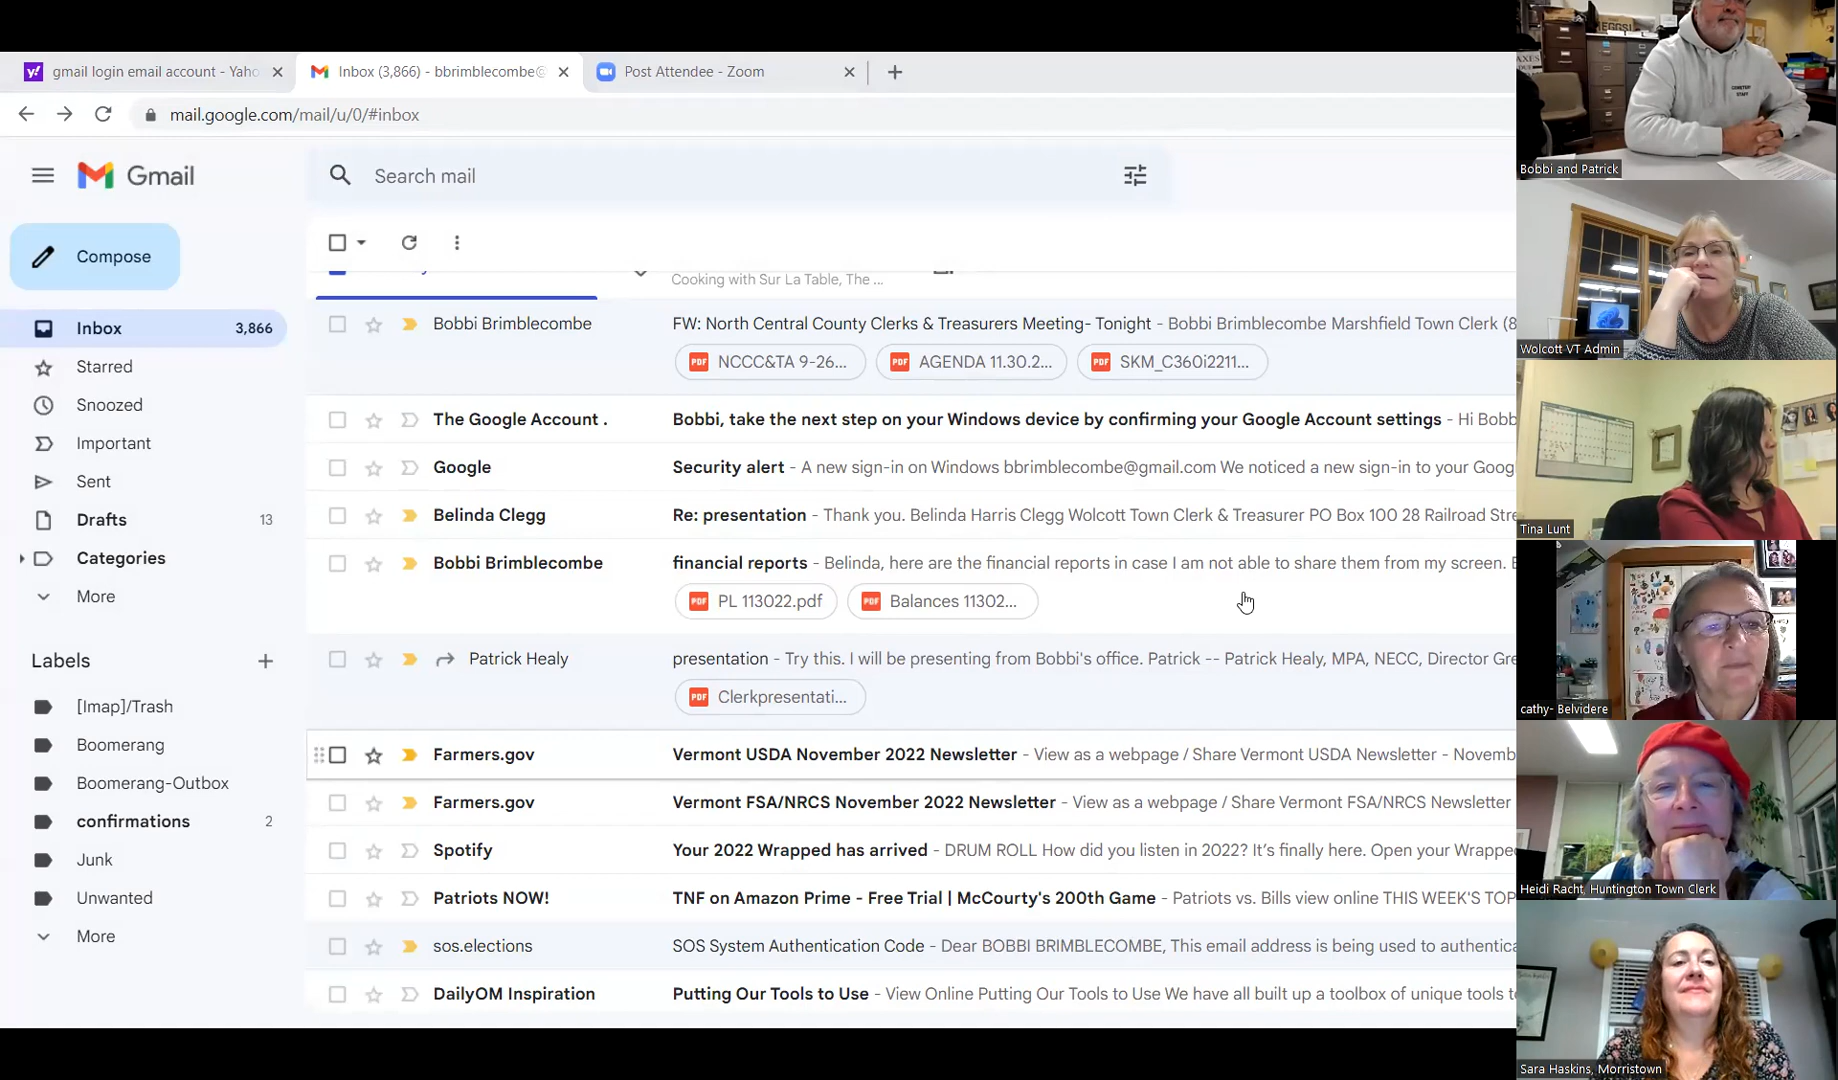 gmail login email account - Yaho
Inbox (3,866) - bbrimblecombe@
Post Attendee - Zoom
mail.google.com/mail/u/0/#inbox
Gmail
Search mail
Compose
Cooking with Sur La Table, The ...
Inbox 3,866
Starred
Snoozed
Important
Sent
Drafts 13
Categories
More
Labels
[Imap]/Trash
Boomerang
Boomerang-Outbox
confirmations 2
Junk
Unwanted
More
Bobbi Brimblecombe FW: North Central County Clerks & Treasurers Meeting- Tonight - Bobbi Brimblecombe Marshfield Town Clerk (8
PDF NCCC&TA 9-26... PDF AGENDA 11.30.2... PDF SKM_C360i2211...
The Google Account . Bobbi, take the next step on your Windows device by confirming your Google Account settings - Hi Bobb
Google Security alert - A new sign-in on Windows bbrimblecombe@gmail.com We noticed a new sign-in to your Goog
Belinda Clegg Re: presentation - Thank you. Belinda Harris Clegg Wolcott Town Clerk & Treasurer PO Box 100 28 Railroad Stre
Bobbi Brimblecombe financial reports - Belinda, here are the financial reports in case I am not able to share them from my screen.
PDF PL 113022.pdf PDF Balances 11302...
Patrick Healy presentation - Try this. I will be presenting from Bobbi's office. Patrick -- Patrick Healy, MPA, NECC, Director Gre
PDF Clerkpresentati...
Farmers.gov Vermont USDA November 2022 Newsletter - View as a webpage / Share Vermont USDA Newsletter - Novemb
Farmers.gov Vermont FSA/NRCS November 2022 Newsletter - View as a webpage / Share Vermont FSA/NRCS Newsletter
Spotify Your 2022 Wrapped has arrived - DRUM ROLL How did you listen in 2022? It's finally here. Open your Wrapped
Patriots NOW! TNF on Amazon Prime - Free Trial | McCourty's 200th Game - Patriots vs. Bills view online THIS WEEK'S TOP
sos.elections SOS System Authentication Code - Dear BOBBI BRIMBLECOMBE, This email address is being used to authentica
DailyOM Inspiration Putting Our Tools to Use - View Online Putting Our Tools to Use We have all built up a toolbox of unique tools t
EGGS!
CEMETERY
STAFF
Bobbi and Patrick
Wolcott VT Admin
Tina Lunt
cathy- Belvidere
Heidi Racht, Huntington Town Clerk
Sara Haskins, Morristown